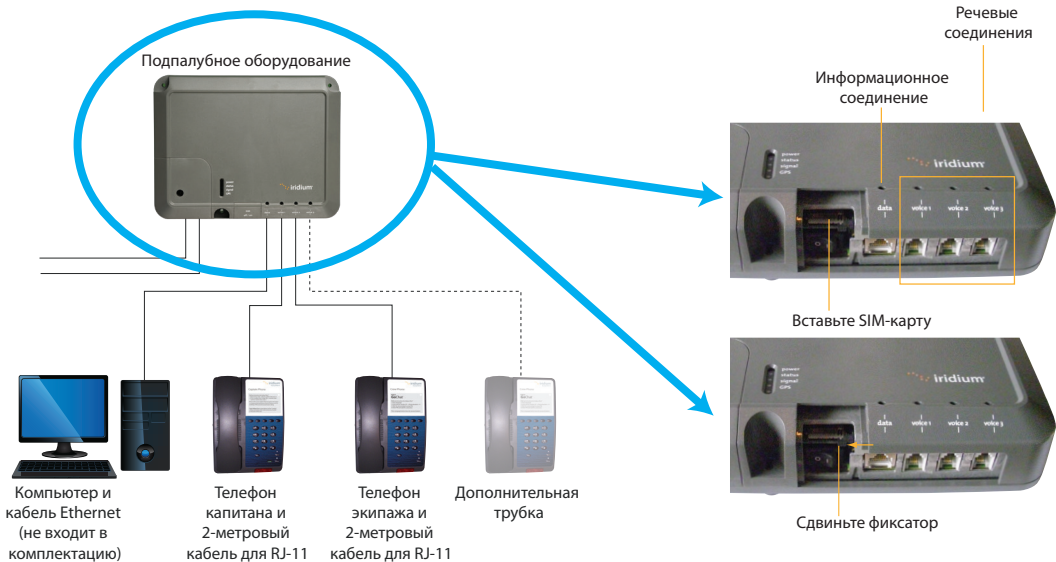 Речевые
соединения
Подпалубное оборудование
Информационное
соединение
power
status
signal
GPS
iridium
data
voice 1
voice 2
voice 3
iridium
Вставьте SIM-карту
power
status
signal
GPS
iridium
data
voice 1
voice 2
voice 3
Сдвиньте фиксатор
Компьютер и
кабель Ethernet
(не входит в
комплектацию)
Телефон
капитана и
2-метровый
кабель для RJ-11
Телефон
экипажа и
2-метровый
кабель для RJ-11
Дополнительная
трубка